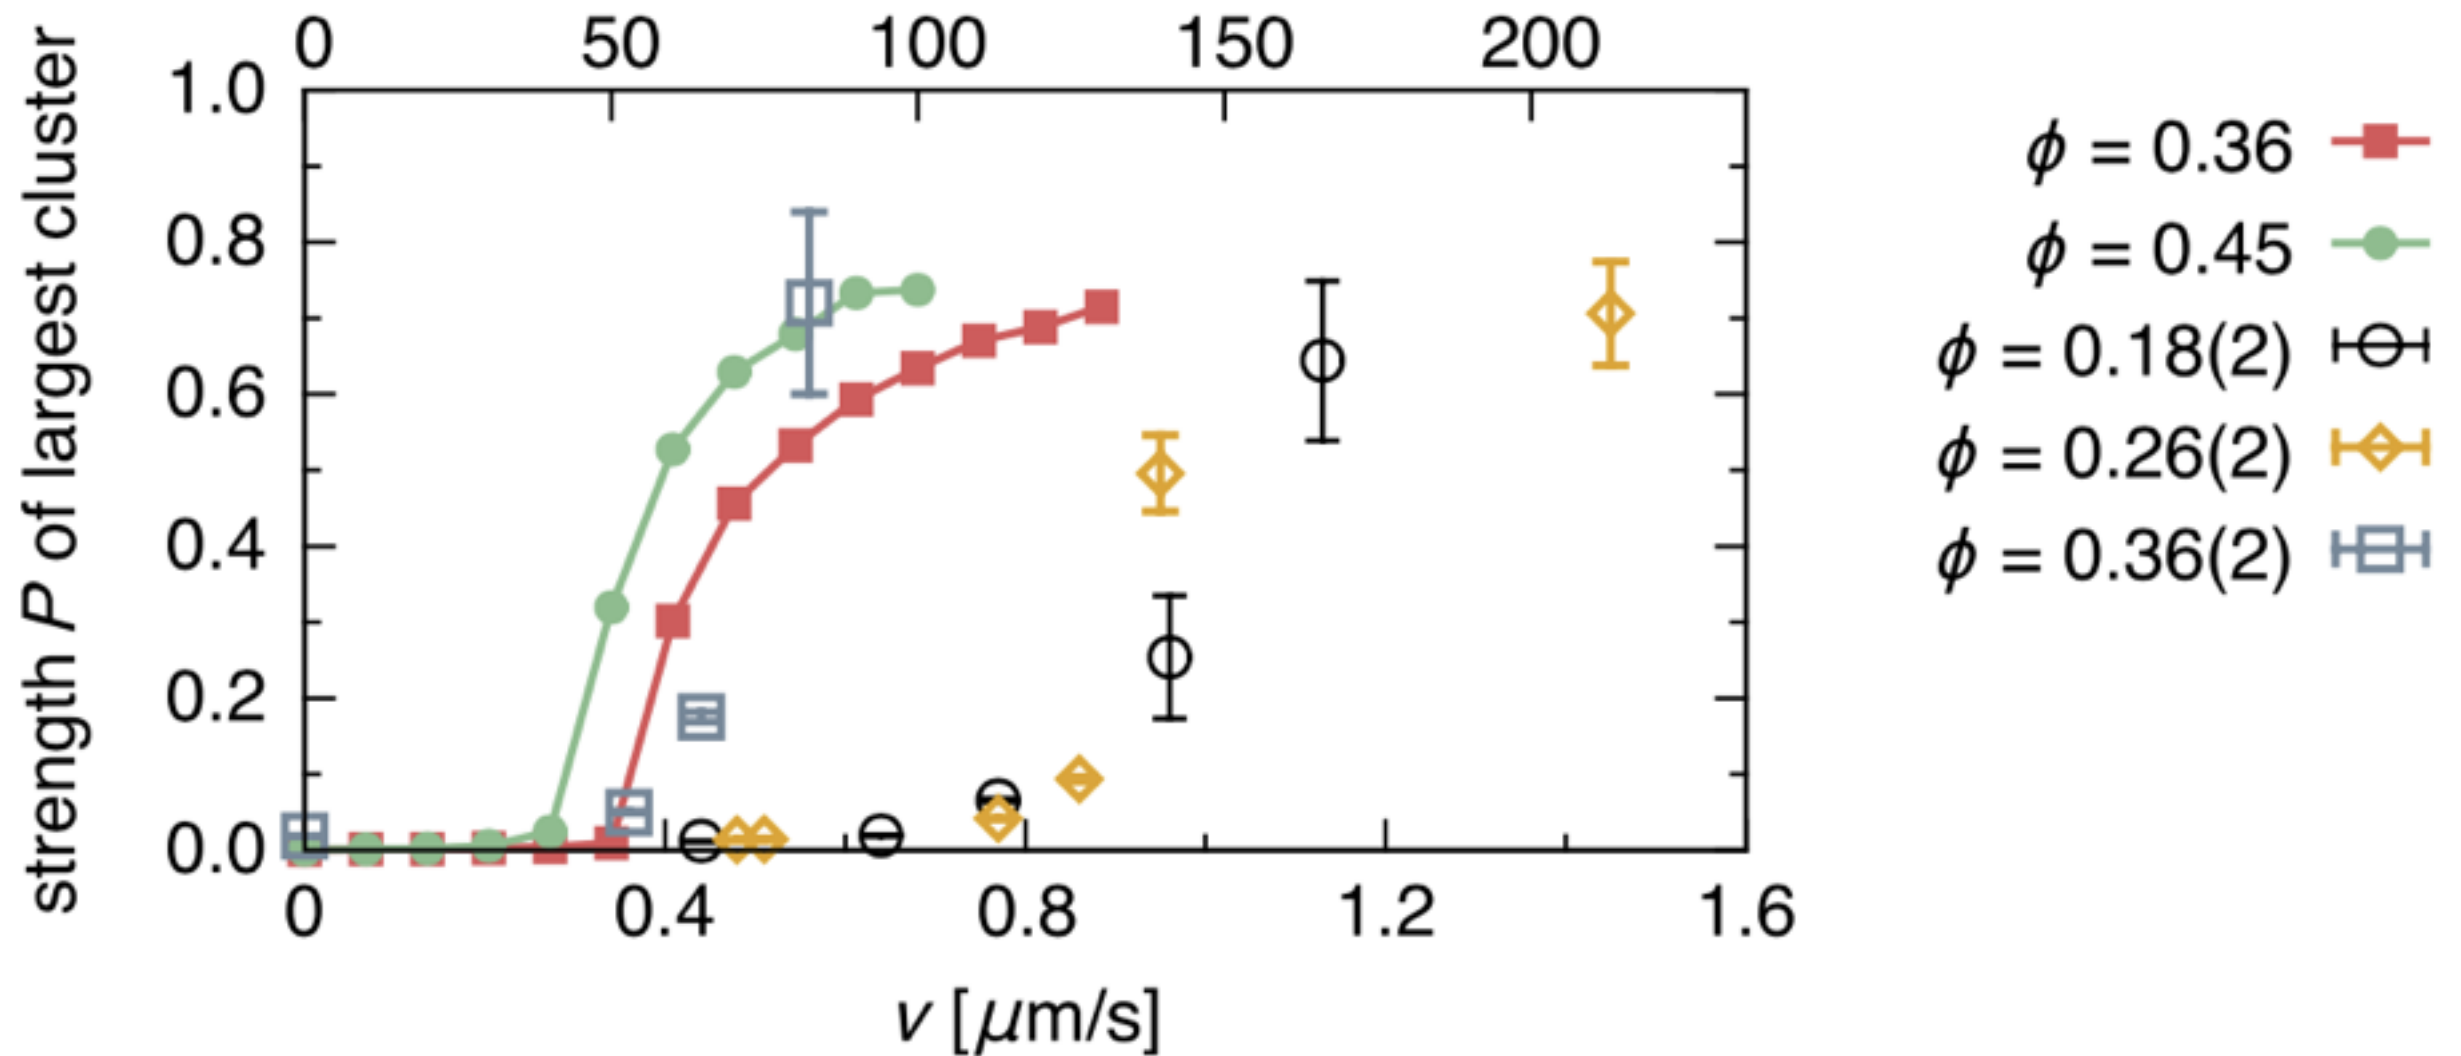 0 50 100 150 200
strength P of largest cluster
1.0
0.8
0.6
0.4
0.2
0.0
0 0.4 0.8 1.2 1.6
v [μm/s]
ϕ = 0.36
ϕ = 0.45
ϕ = 0.18(2)
ϕ = 0.26(2)
ϕ = 0.36(2)